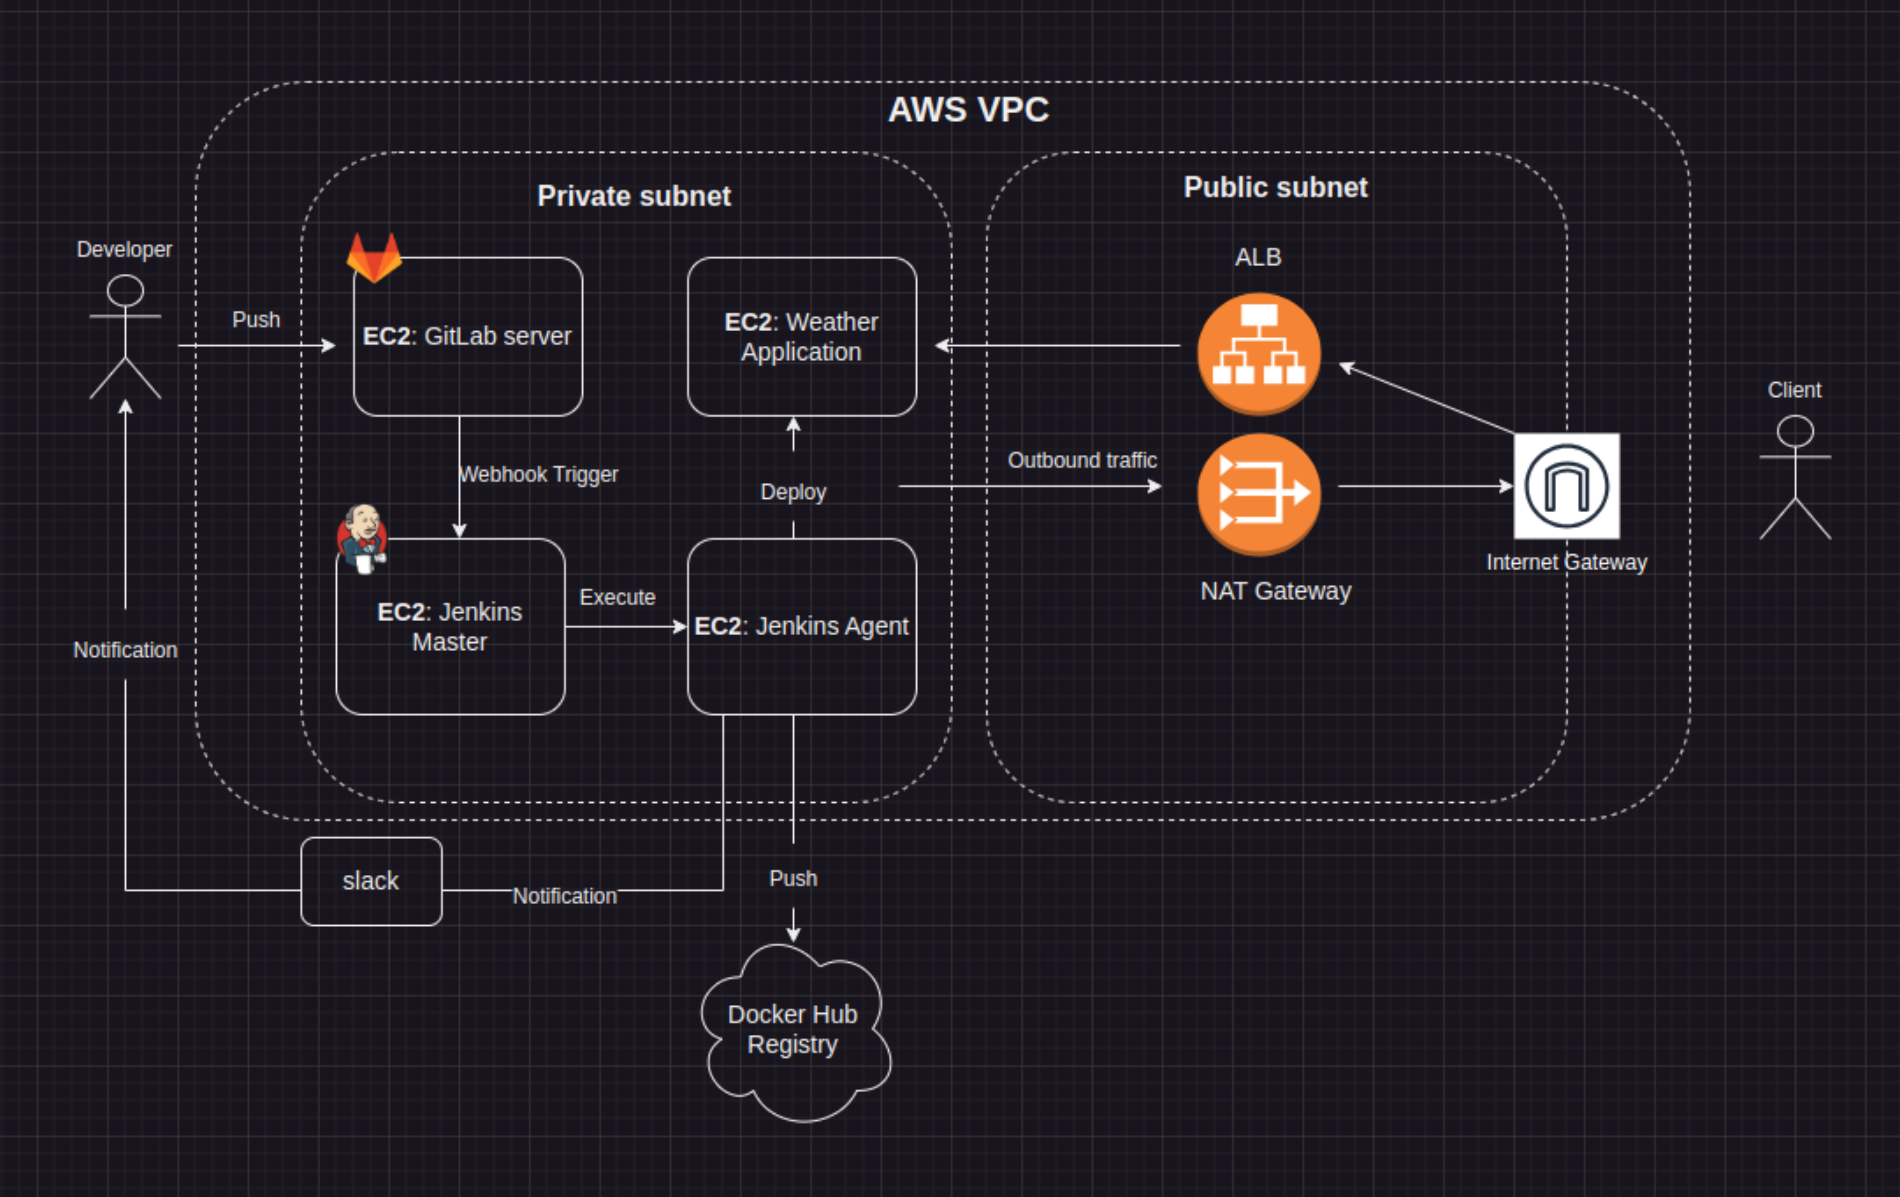 AWS VPC
Private subnet
Public subnet
Developer
ALB
Push
EC2: GitLab server
EC2: Weather
Application
Client
Webhook Trigger
Deploy
Outbound traffic
Internet Gateway
NAT Gateway
Execute
EC2: Jenkins
Master
EC2: Jenkins Agent
Notification
slack
Notification
Push
Docker Hub
Registry